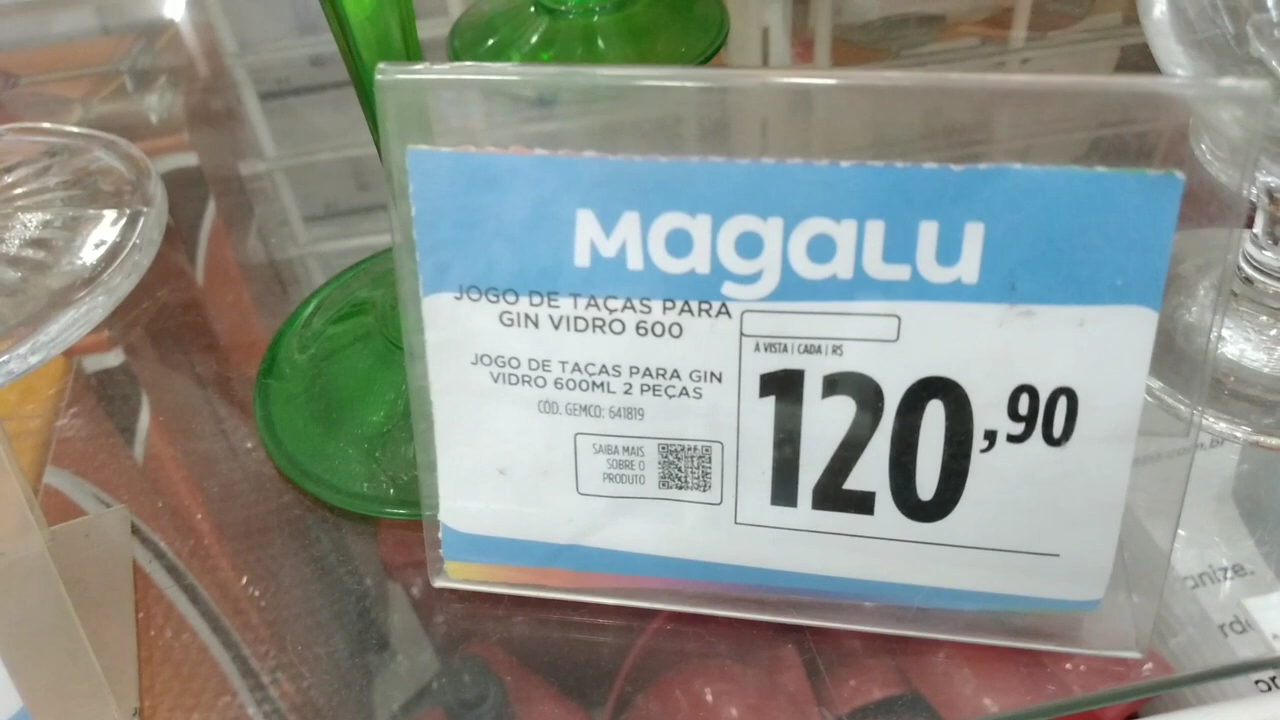 MagaLu
JOGO DE TAÇAS PARA
GIN VIDRO 600
JOGO DE TAÇAS PARA GIN
VIDRO 600ML 2 PEÇAS
CÓD. GEMCO: 641819
SAIBA MAIS
SOBRE O
PRODUTO
À VISTA | CADA | R$
120,90
anize.